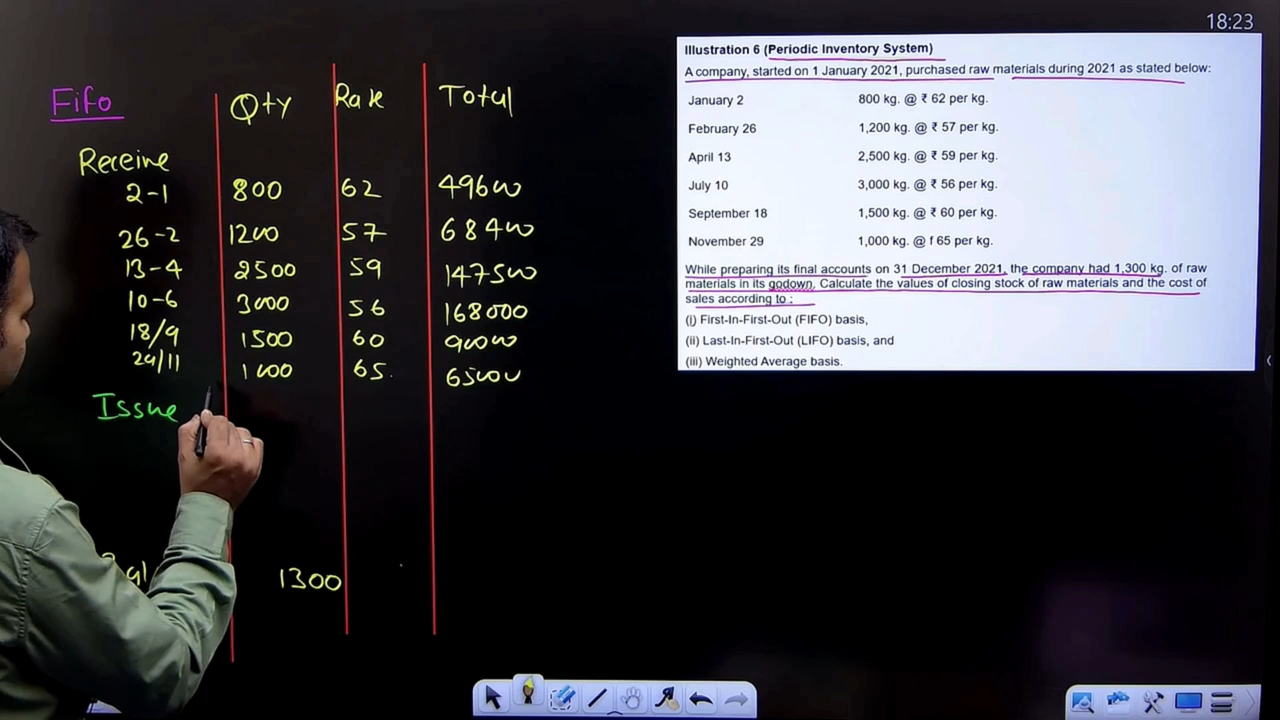 18:23
Fifo
Qty Rate Total
Receive
2-1 800 62 49600
26-2 1200 57 68400
13-4 2500 59 147500
10-6 3000 56 168000
18/9 1500 60 90000
29/11 1000 65. 65000
Issue
1300
Illustration 6 (Periodic Inventory System)
A company, started on 1 January 2021, purchased raw materials during 2021 as stated below:
January 2 800 kg. @ ₹ 62 per kg.
February 26 1,200 kg. @ ₹ 57 per kg.
April 13 2,500 kg. @ ₹ 59 per kg.
July 10 3,000 kg. @ ₹ 56 per kg.
September 18 1,500 kg. @ ₹ 60 per kg.
November 29 1,000 kg. @ f 65 per kg.
While preparing its final accounts on 31 December 2021, the company had 1,300 kg. of raw
materials in its godown. Calculate the values of closing stock of raw materials and the cost of
sales according to :
(i) First-In-First-Out (FIFO) basis,
(ii) Last-In-First-Out (LIFO) basis, and
(iii) Weighted Average basis.